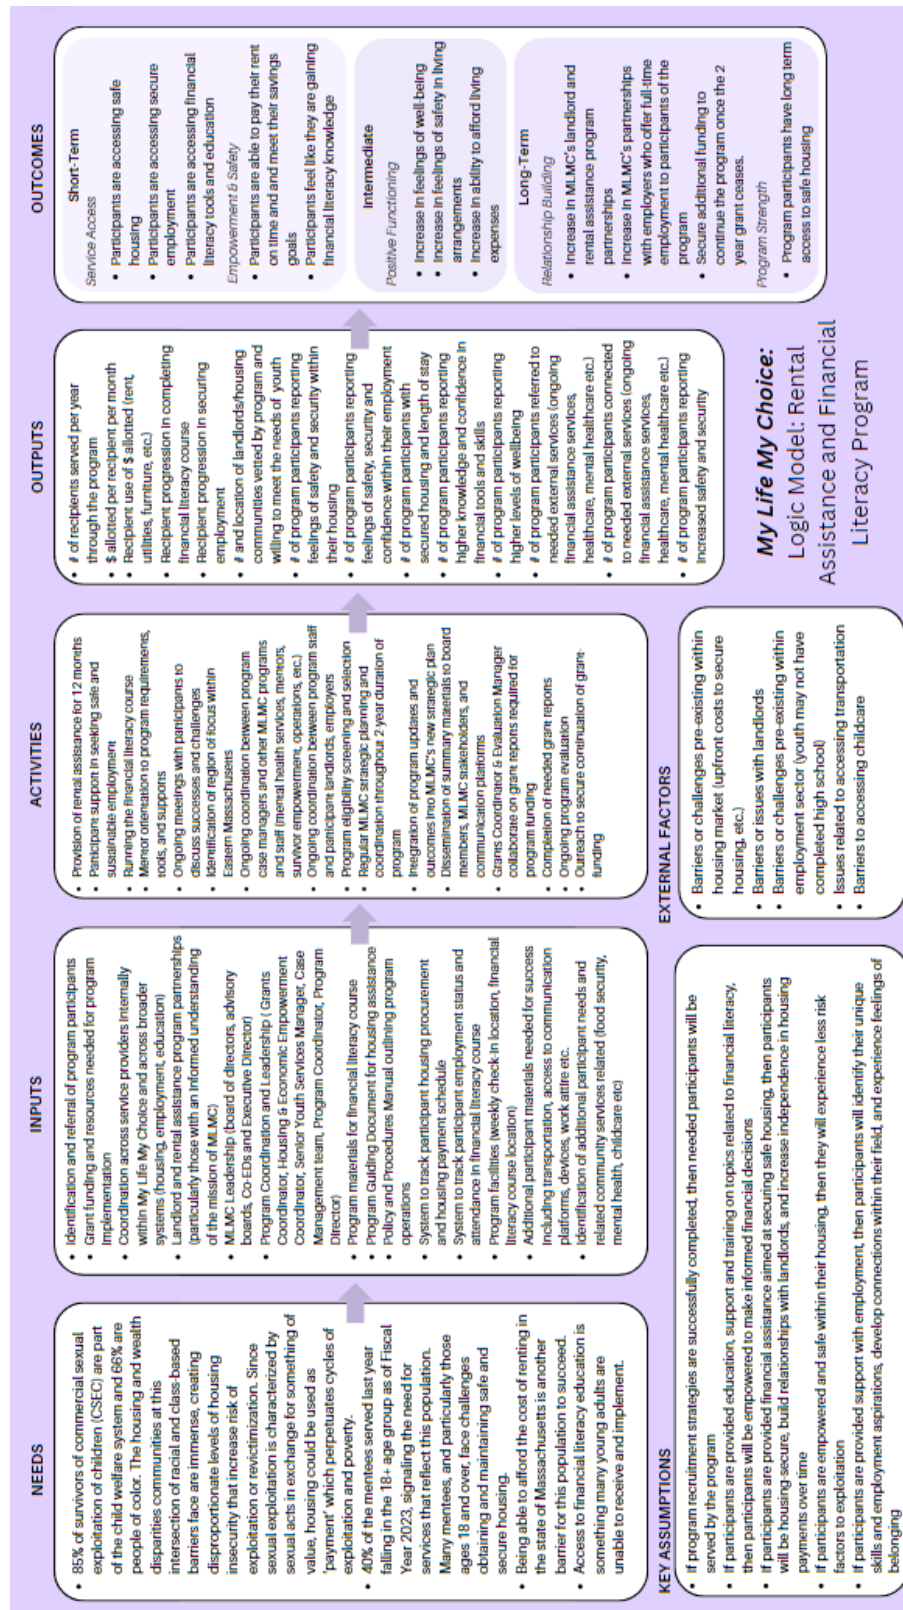 NEEDS
• 85% of survivors of commercial sexual
exploitation of children (CSEC) are part
of the child welfare system and 66% are
people of color. The housing and wealth
disparities communities at this
intersection of racial and class-based
barriers face are immense, creating
disproportionate levels of housing
insecurity that increase risk of
exploitation or revictimization. Since
sexual exploitation is characterized by
sexual acts in exchange for something of
value, housing could be used as
'payment' which perpetuates cycles of
exploitation and poverty.
• 40% of the mentees served last year
falling in the 18+ age group as of Fiscal
Year 2023, signaling the need for
services that reflect this population.
Many mentees, and particularly those
ages 18 and over, face challenges
obtaining and maintaining safe and
secure housing.
• Being able to afford the cost of renting in
the state of Massachusetts is another
barrier for this population to succeed.
• Access to financial literacy education is
something many young adults are
unable to receive and implement.
INPUTS
• Identification and referral of program participants
• Grant funding and resources needed for program
implementation
• Coordination across service providers internally
within My Life My Choice and across broader
systems (housing, employment, education)
• Landlord and rental assistance program partnerships
(particularly those with an informed understanding
of the mission of MLMC)
• MLMC Leadership (board of directors, advisory
boards, Co-EDs and Executive Director)
• Program Coordination and Leadership ( Grants
Coordinator, Housing & Economic Empowerment
Coordinator, Senior Youth Services Manager, Case
Management team, Program Coordinator, Program
Director)
• Program materials for financial literacy course
• Program Guiding Document for housing assistance
• Policy and Procedures Manual outlining program
operations
• System to track participant housing procurement
and housing payment schedule
• System to track participant employment status and
attendance in financial literacy course
• Program facilities (weekly check-in location, financial
literacy course location)
• Additional participant materials needed for success
including transporation, access to communication
platforms, devices, work attire etc.
• Identification of additional participant needs and
related community services related (food security,
mental health, childcare etc)
ACTIVITIES
• Provision of rental assistance for 12 months
• Participant support in seeking safe and
sustainable employment
• Running the financial literacy course
• Mentor orientation to program requirements,
tools, and supports
• Ongoing meetings with participants to
discuss successes and challenges
• Identification of region of focus within
Eastern Massachusetts
• Ongoing coordination between program
case managers and other MLMC programs
and staff (mental health services, mentors,
survivor empowerment, operations, etc.)
• Ongoing coordination between program staff
and participant landlords, employers
• Program eligibility screening and selection
• Regular MLMC strategic planning and
coordination throughour 2-year duration of
program
• Integration of program updates and
outcomes into MLMC's new strategic plan
• Dissemination of summary materials to board
members, MLMC stakeholders, and
communication platforms
• Grants Coordinator & Evaluation Manager
collaborate on grant reports required for
program funding
• Completion of needed grant reports
• Ongoing program evaluation
• Outreach to secure continuation of grant-
funding
OUTPUTS
• # of recipients served per year
through the program
• $ allotted per recipient per month
• Recipient use of $ allotted (rent,
utilities, furniture, etc.)
• Recipient progression in completing
financial literacy course
• Recipient progression in securing
employment
• # and location of landlords/housing
communities vetted by program and
willing to meet the needs of youth
• # of program participants reporting
feelings of safety and security within
their housing
• # of program participants reporting
feelings of safety, security and
confidence within their employment
• # of program participants with
secured housing and length of stay
• # of program participants reporting
higher knowledge and confidence in
financial tools and skills
• # of program participants reporting
higher levels of wellbeing
• # of program participants referred to
needed external services (ongoing
financial assistance services,
healthcare, mental healthcare etc.)
• # of program participants connected
to needed external services (ongoing
financial assistance services,
healthcare, mental healthcare etc.)
• # of program participants reporting
increased safety and security
OUTCOMES
Short-Term
Service Access
• Participants are accessing safe
housing
• Participants are accessing secure
employment
• Participants are accessing financial
literacy tools and education
Empowerment & Safety
• Participants are able to pay their rent
on time and and meet their savings
goals
• Participants feel like they are gaining
financial literacy knowledge
Intermediate
Positive Functioning
• Increase in feelings of well-being
• Increase in feelings of safety in living
arrangements
• Increase in ability to afford living
expenses
Long-Term
Relationship Building
• Increase in MLMC's landlord and
rental assistance program
partnerships
• Increase in MLMC's partnerships
with employers who offer full-time
employment to participants of the
program
• Secure additional funding to
continue the program once the 2
year grant ceases.
Program Strength
• Program participants have long term
access to safe housing
KEY ASSUMPTIONS
• If program recruitment strategies are successfully completed, then needed participants will be
served by the program
• If participants are provided education, support and training on topics related to financial literacy,
then participants will be empowered to make informed financial decisions
• If participants are provided financial assistance aimed at securing safe housing, then participants
will be housing-secure, build relationships with landlords, and increase independence in housing
payments over time
• If participants are empowered and safe within their housing, then they will experience less risk
factors to exploitation
• If participants are provided support with employment, then participants will identify their unique
skills and employment aspirations, develop connections within their field, and experience feelings of
belonging
EXTERNAL FACTORS
• Barriers or challenges pre-existing within
housing market (upfront costs to secure
housing, etc.)
• Barriers or issues with landlords
• Barriers or challenges pre-existing within
employment sector (youth may not have
completed high school)
• Issues related to accessing transportation
• Barriers to accessing childcare
My Life My Choice:
Logic Model: Rental
Assistance and Financial
Literacy Program